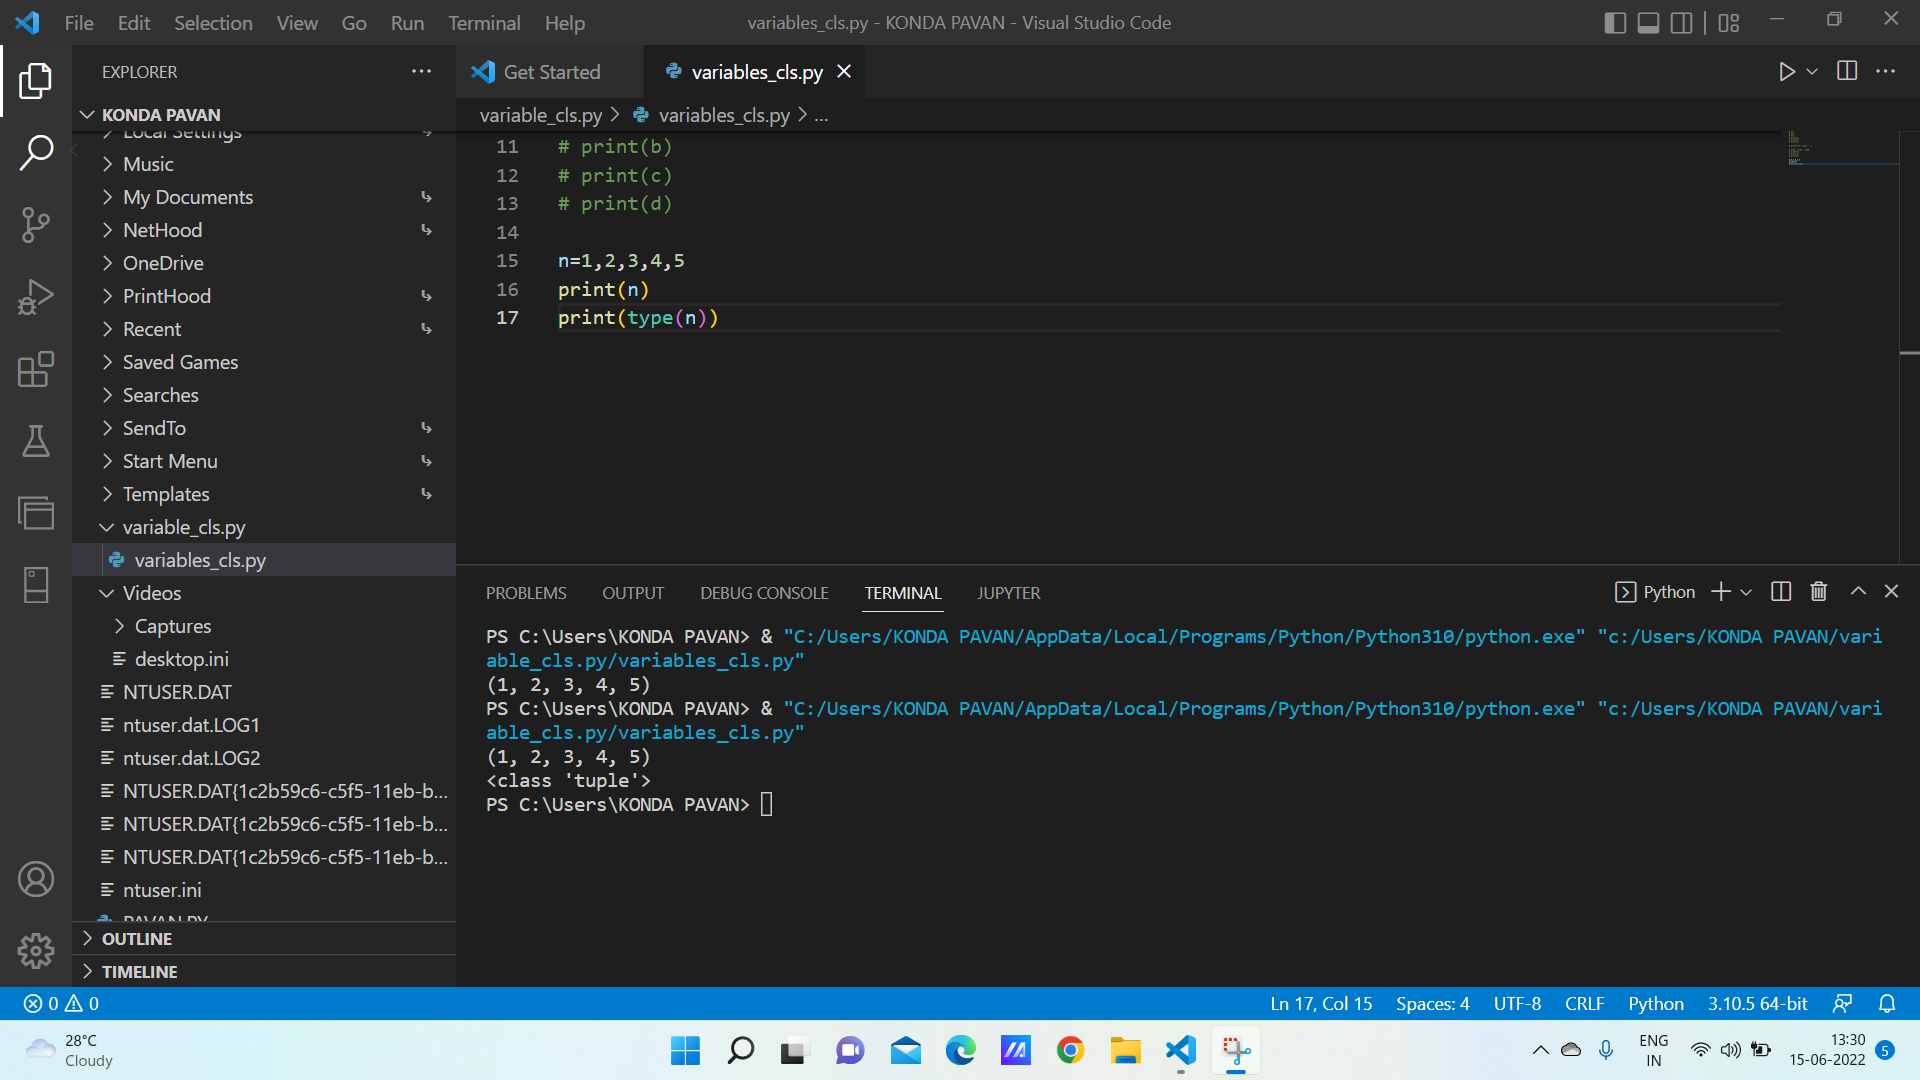 File Edit Selection View Go Run Terminal Help
variables_cls.py - KONDA PAVAN - Visual Studio Code
EXPLORER
KONDA PAVAN
Local Settings
Music
My Documents
NetHood
OneDrive
PrintHood
Recent
Saved Games
Searches
SendTo
Start Menu
Templates
variable_cls.py
variables_cls.py
Videos
Captures
desktop.ini
NTUSER.DAT
ntuser.dat.LOG1
ntuser.dat.LOG2
NTUSER.DAT{1c2b59c6-c5f5-11eb-b...
NTUSER.DAT{1c2b59c6-c5f5-11eb-b...
NTUSER.DAT{1c2b59c6-c5f5-11eb-b...
ntuser.ini
PAVAN.PY
OUTLINE
TIMELINE
Get Started
variables_cls.py
variable_cls.py > variables_cls.py > ...
11 # print(b)
12 # print(c)
13 # print(d)
14
15 n=1,2,3,4,5
16 print(n)
17 print(type(n))
PROBLEMS OUTPUT DEBUG CONSOLE TERMINAL JUPYTER
Python
PS C:\Users\KONDA PAVAN> & "C:/Users/KONDA PAVAN/AppData/Local/Programs/Python/Python310/python.exe" "c:/Users/KONDA PAVAN/vari
able_cls.py/variables_cls.py"
(1, 2, 3, 4, 5)
PS C:\Users\KONDA PAVAN> & "C:/Users/KONDA PAVAN/AppData/Local/Programs/Python/Python310/python.exe" "c:/Users/KONDA PAVAN/vari
able_cls.py/variables_cls.py"
(1, 2, 3, 4, 5)
<class 'tuple'>
PS C:\Users\KONDA PAVAN>
0 0
Ln 17, Col 15 Spaces: 4 UTF-8 CRLF Python 3.10.5 64-bit
28°C
Cloudy
ENG
IN
13:30
15-06-2022
5